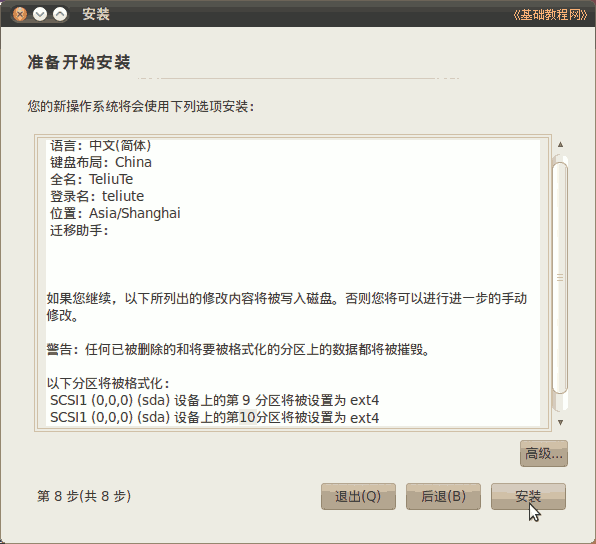 安装
《基础教程网》
准备开始安装
您的新操作系统将会使用下列选项安装：
语言：中文(简体)
键盘布局：China
全名：TeliuTe
登录名：teliute
位置：Asia/Shanghai
迁移助手：
如果您继续，以下所列出的修改内容将被写入磁盘。否则您将可以进行进一步的手动
修改。
警告：任何已被删除的和将要被格式化的分区上的数据都将被摧毁。
以下分区将被格式化：
SCSI1 (0,0,0) (sda) 设备上的第 9 分区将被设置为 ext4
SCSI1 (0,0,0) (sda) 设备上的第10分区将被设置为 ext4
高级...
第 8 步(共 8 步)
退出(Q)
后退(B)
安装